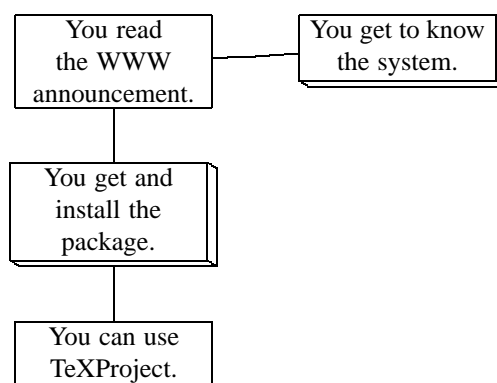 You read
the WWW
announcement.
You get to know
the system.
You get and
install the
package.
You can use
TeXProject.